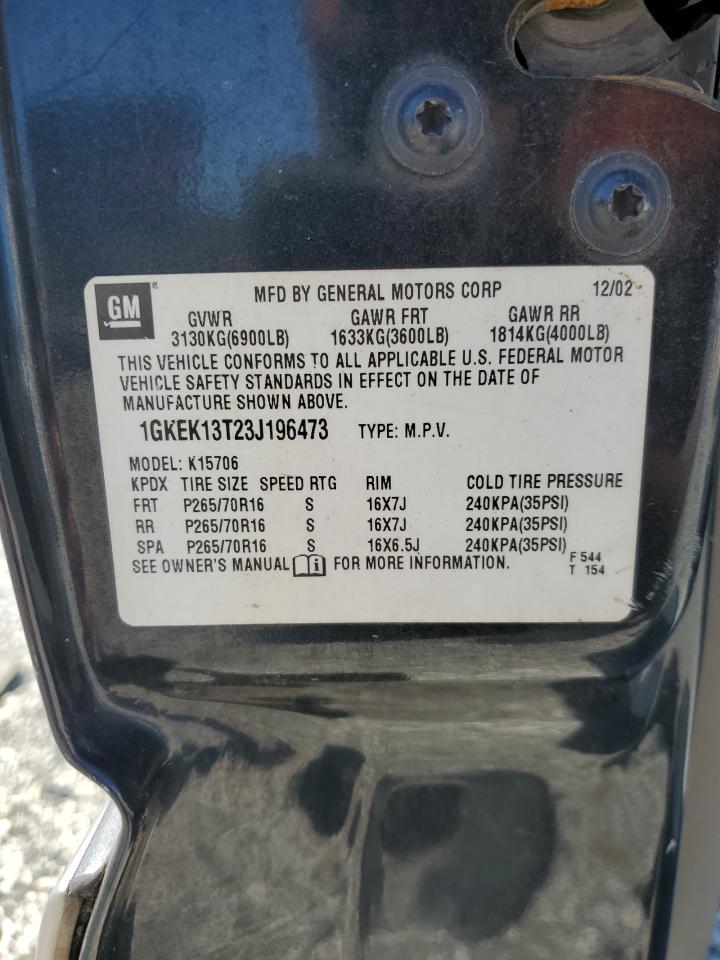 GM ® MFD BY GENERAL MOTORS CORP 12/02
GVWR GAWR FRT GAWR RR
3130KG(6900LB) 1633KG(3600LB) 1814KG(4000LB)
THIS VEHICLE CONFORMS TO ALL APPLICABLE U.S. FEDERAL MOTOR
VEHICLE SAFETY STANDARDS IN EFFECT ON THE DATE OF
MANUFACTURE SHOWN ABOVE.
1GKEK13T23J196473 TYPE: M.P.V.
MODEL: K15706
KPDX TIRE SIZE SPEED RTG RIM COLD TIRE PRESSURE
FRT P265/70R16 S 16X7J 240KPA(35PSI)
RR P265/70R16 S 16X7J 240KPA(35PSI)
SPA P265/70R16 S 16X6.5J 240KPA(35PSI)
SEE OWNER'S MANUAL i FOR MORE INFORMATION. F 544
T 154